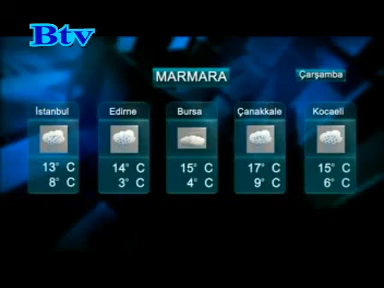 Btv
MARMARA
Çarşamba
İstanbul
13° C
8° C
Edirne
14° C
3° C
Bursa
15° C
4° C
Çanakkale
17° C
9° C
Kocaeli
15° C
6° C